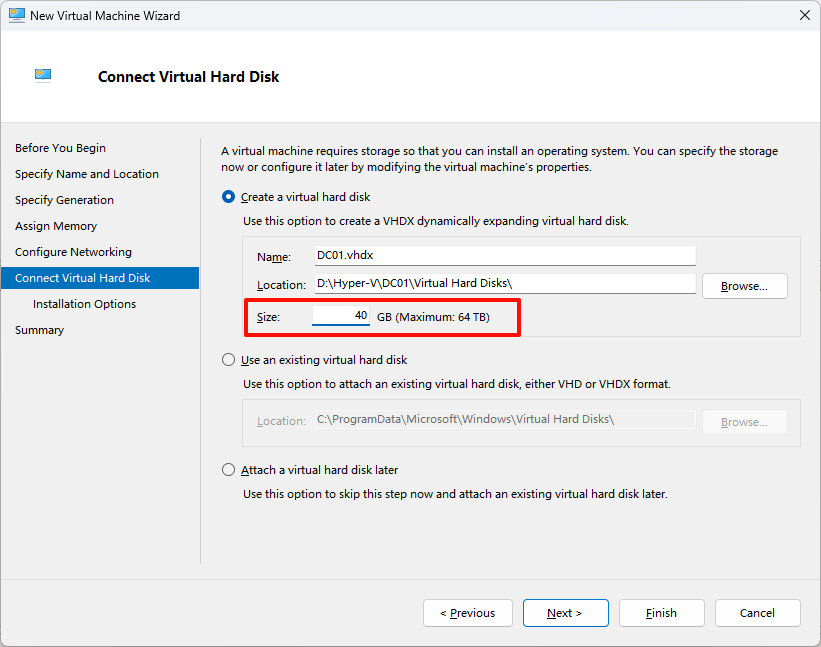 New Virtual Machine Wizard
Connect Virtual Hard Disk
Before You Begin
Specify Name and Location
Specify Generation
Assign Memory
Configure Networking
Connect Virtual Hard Disk
Installation Options
Summary
A virtual machine requires storage so that you can install an operating system. You can specify the storage
now or configure it later by modifying the virtual machine's properties.
Create a virtual hard disk
Use this option to create a VHDX dynamically expanding virtual hard disk.
Name: DC01.vhdx
Location: D:\Hyper-V\DC01\Virtual Hard Disks\ Browse...
Size: 40 GB (Maximum: 64 TB)
Use an existing virtual hard disk
Use this option to attach an existing virtual hard disk, either VHD or VHDX format.
Location: C:\ProgramData\Microsoft\Windows\Virtual Hard Disks\ Browse...
Attach a virtual hard disk later
Use this option to skip this step now and attach an existing virtual hard disk later.
< Previous Next > Finish Cancel